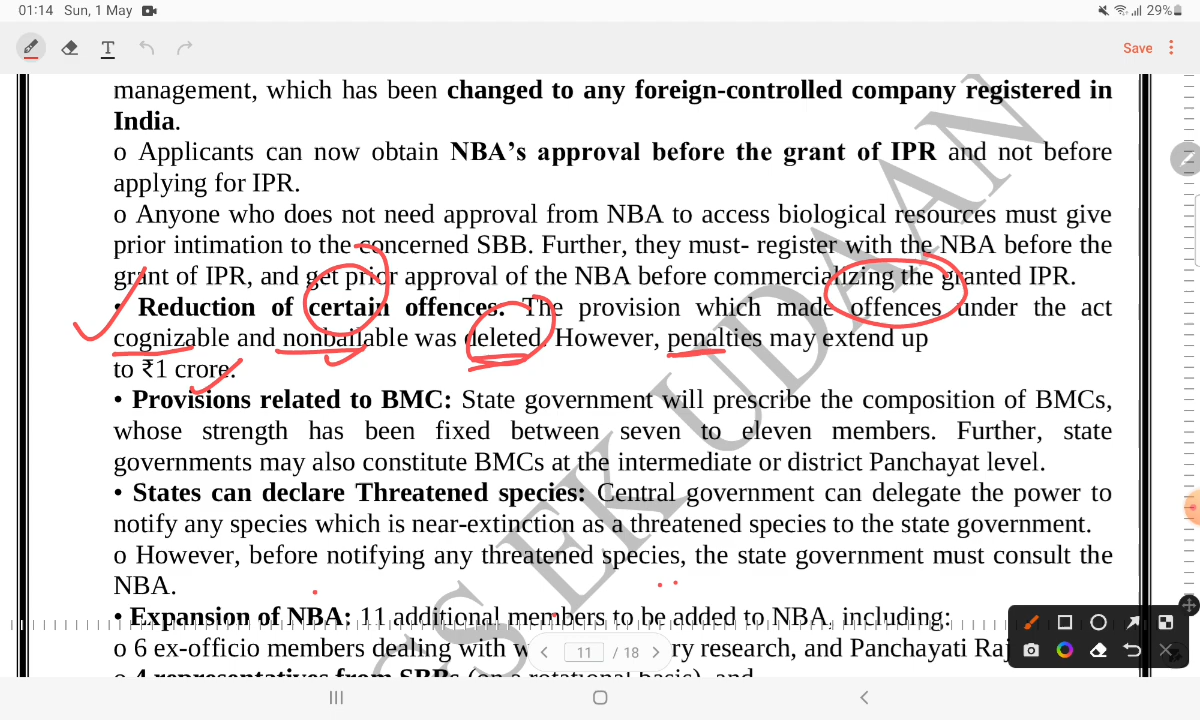 01:14 Sun, 1 May 29%
T Save
management, which has been changed to any foreign-controlled company registered in
India.
o Applicants can now obtain NBA's approval before the grant of IPR and not before
applying for IPR.
o Anyone who does not need approval from NBA to access biological resources must give
prior intimation to the concerned SBB. Further, they must- register with the NBA before the
grant of IPR, and get prior approval of the NBA before commercializing the granted IPR.
• Reduction of certain offences: The provision which made offences under the act
cognizable and nonbailable was deleted. However, penalties may extend up
to ₹1 crore.
• Provisions related to BMC: State government will prescribe the composition of BMCs,
whose strength has been fixed between seven to eleven members. Further, state
governments may also constitute BMCs at the intermediate or district Panchayat level.
• States can declare Threatened species: Central government can delegate the power to
notify any species which is near-extinction as a threatened species to the state government.
o However, before notifying any threatened species, the state government must consult the
NBA.
• Expansion of NBA: 11 additional members to be added to NBA, including:
o 6 ex-officio members dealing with w ry research, and Panchayati Raj
11 / 18
o 4 representatives from SBBs (on a rotational basis), and
S EK UDAAN